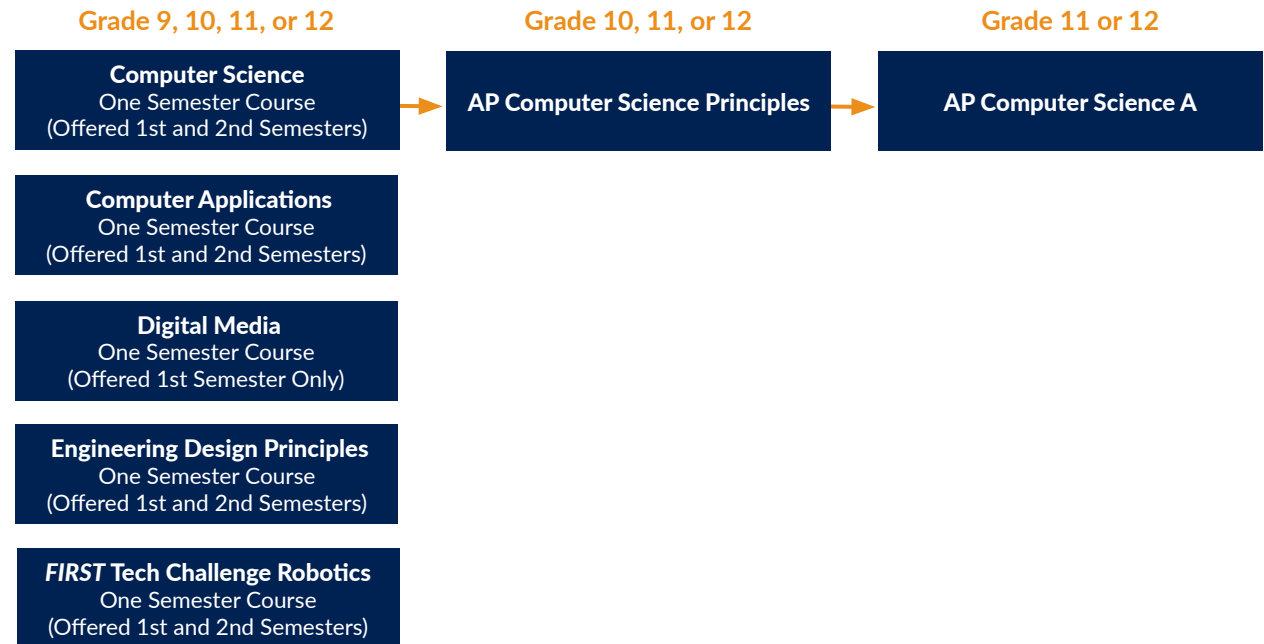 Grade 9, 10, 11, or 12
Grade 10, 11, or 12
Grade 11 or 12
Computer Science
One Semester Course
(Offered 1st and 2nd Semesters)
AP Computer Science Principles
AP Computer Science A
Computer Applications
One Semester Course
(Offered 1st and 2nd Semesters)
Digital Media
One Semester Course
(Offered 1st Semester Only)
Engineering Design Principles
One Semester Course
(Offered 1st and 2nd Semesters)
FIRST Tech Challenge Robotics
One Semester Course
(Offered 1st and 2nd Semesters)